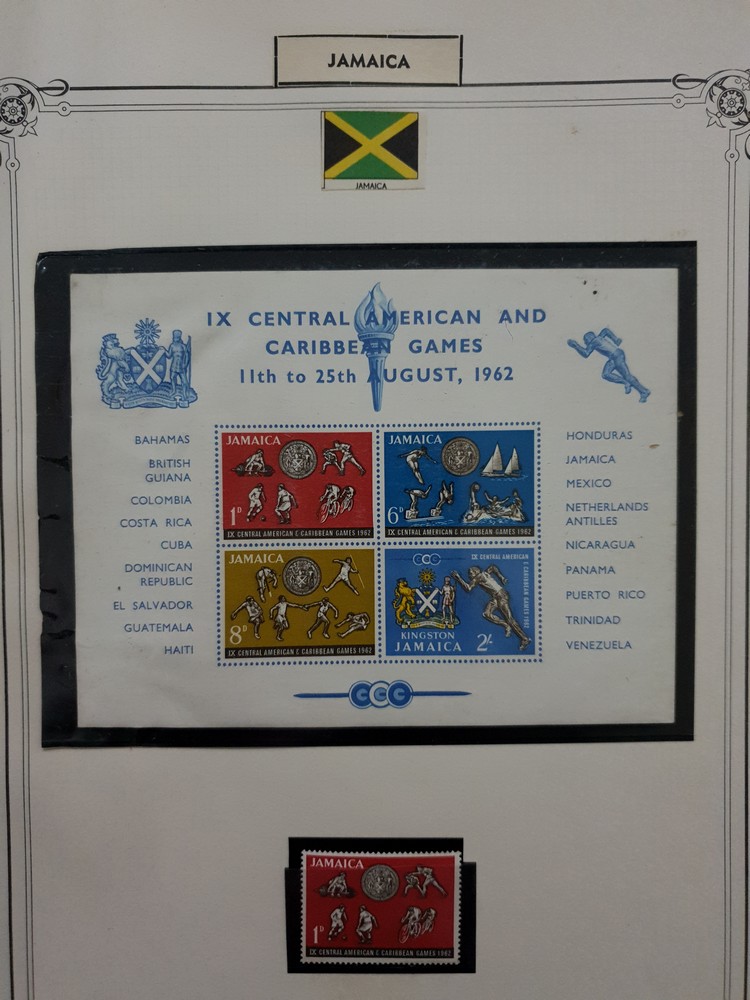 JAMAICA
JAMAICA
IX CENTRAL AMERICAN AND
CARIBBEAN GAMES
11th to 25th AUGUST, 1962
BAHAMAS
BRITISH
GUIANA
COLOMBIA
COSTA RICA
CUBA
DOMINICAN
REPUBLIC
EL SALVADOR
GUATEMALA
HAITI
JAMAICA
1D
IX CENTRAL AMERICAN & CARIBBEAN GAMES 1962
JAMAICA
6D
IX CENTRAL AMERICAN & CARIBBEAN GAMES 1962
JAMAICA
8D
IX CENTRAL AMERICAN & CARIBBEAN GAMES 1962
CCC
IX CENTRAL AMERICAN
& CARIBBEAN GAMES 1962
KINGSTON
JAMAICA 2/-
HONDURAS
JAMAICA
MEXICO
NETHERLANDS
ANTILLES
NICARAGUA
PANAMA
PUERTO RICO
TRINIDAD
VENEZUELA
CCC
JAMAICA
1D
IX CENTRAL AMERICAN & CARIBBEAN GAMES 1962